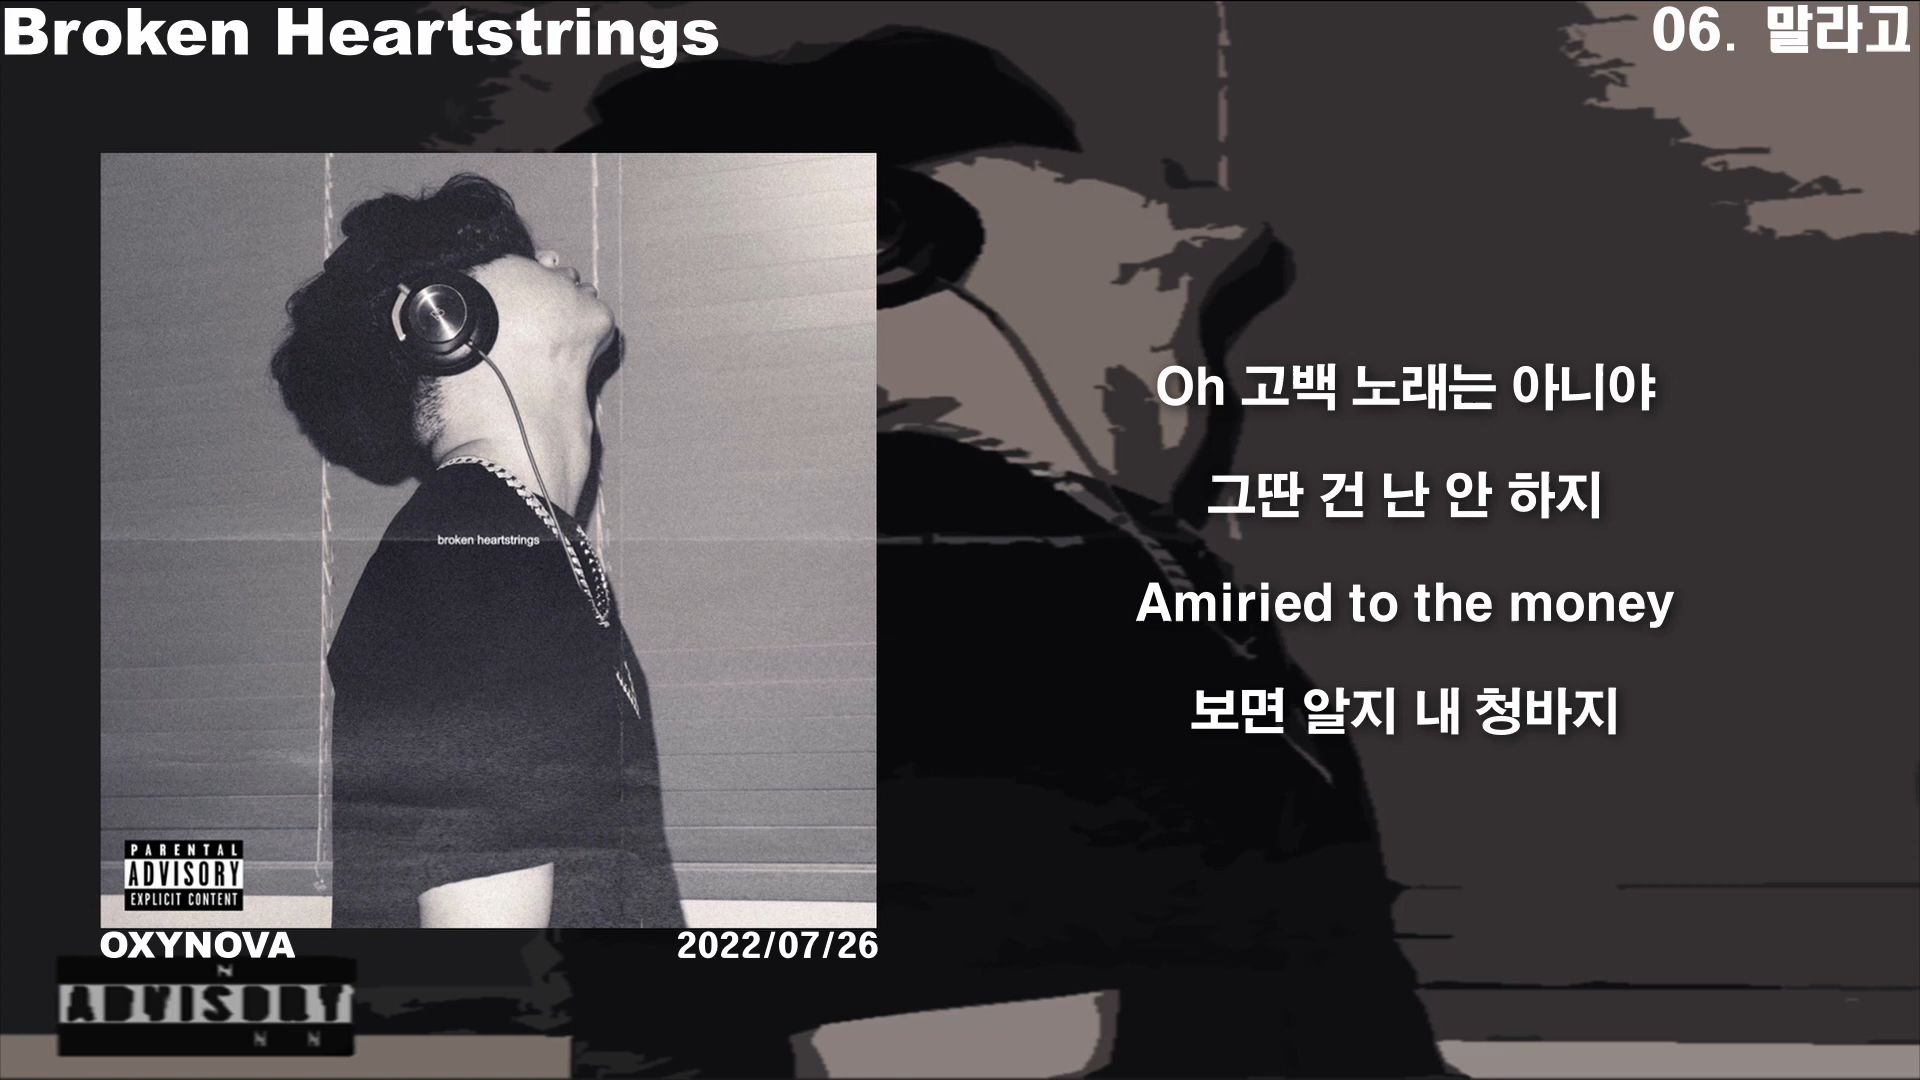 Broken Heartstrings
06. 말라고
broken heartstrings
PARENTAL
ADVISORY
EXPLICIT CONTENT
OXYNOVA
2022/07/26
ADVISORY
Oh 고백 노래는 아니야
그딴 건 난 안 하지
Amiried to the money
보면 알지 내 청바지